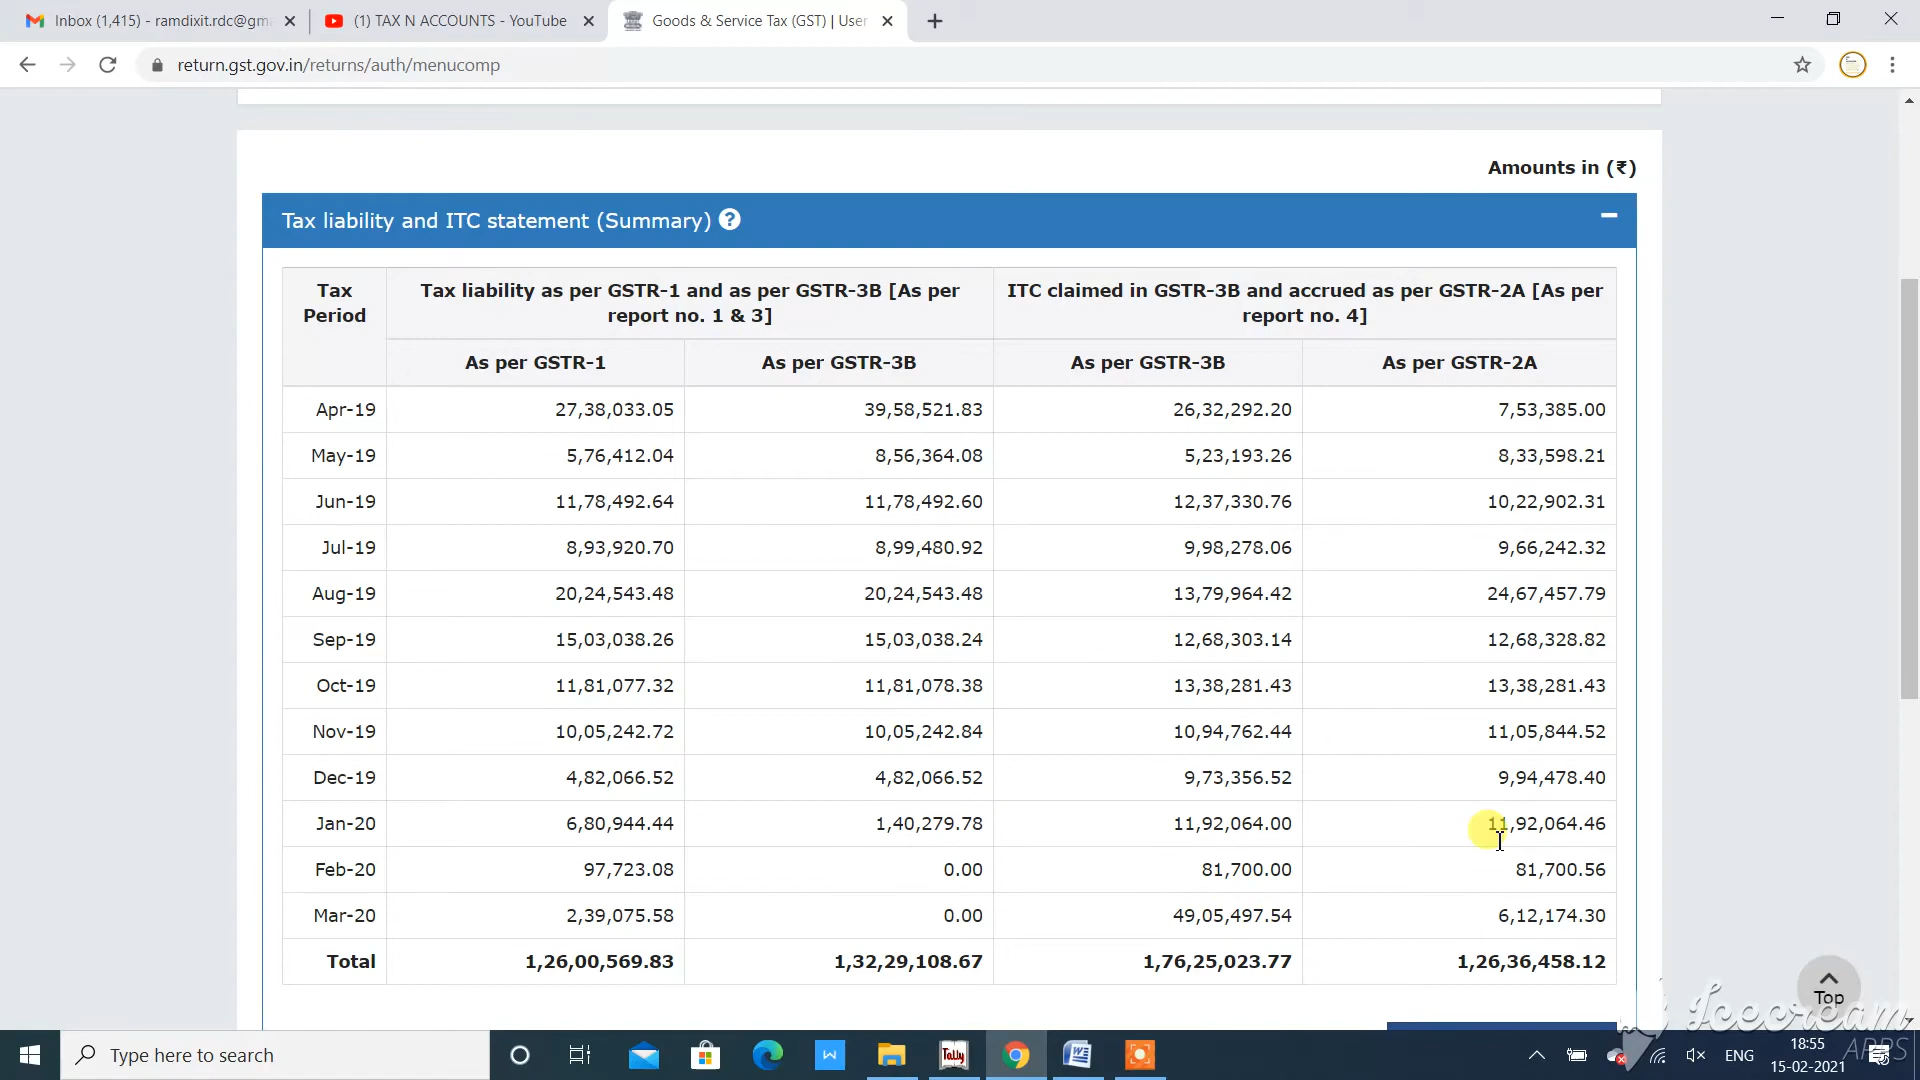 Inbox (1,415) - ramdixit.rdc@gm
(1) TAX N ACCOUNTS - YouTube
Goods & Service Tax (GST) | User
return.gst.gov.in/returns/auth/menucomp
Amounts in (₹)
Tax liability and ITC statement (Summary) ?
Tax Period
Tax liability as per GSTR-1 and as per GSTR-3B [As per
report no. 1 & 3]
ITC claimed in GSTR-3B and accrued as per GSTR-2A [As per
report no. 4]
As per GSTR-1 As per GSTR-3B As per GSTR-3B As per GSTR-2A
Apr-19 27,38,033.05 39,58,521.83 26,32,292.20 7,53,385.00
May-19 5,76,412.04 8,56,364.08 5,23,193.26 8,33,598.21
Jun-19 11,78,492.64 11,78,492.60 12,37,330.76 10,22,902.31
Jul-19 8,93,920.70 8,99,480.92 9,98,278.06 9,66,242.32
Aug-19 20,24,543.48 20,24,543.48 13,79,964.42 24,67,457.79
Sep-19 15,03,038.26 15,03,038.24 12,68,303.14 12,68,328.82
Oct-19 11,81,077.32 11,81,078.38 13,38,281.43 13,38,281.43
Nov-19 10,05,242.72 10,05,242.84 10,94,762.44 11,05,844.52
Dec-19 4,82,066.52 4,82,066.52 9,73,356.52 9,94,478.40
Jan-20 6,80,944.44 1,40,279.78 11,92,064.00 11,92,064.46
Feb-20 97,723.08 0.00 81,700.00 81,700.56
Mar-20 2,39,075.58 0.00 49,05,497.54 6,12,174.30
Total 1,26,00,569.83 1,32,29,108.67 1,76,25,023.77 1,26,36,458.12
Top
Icecream
APPS
Type here to search
Tally
ENG
18:55
15-02-2021